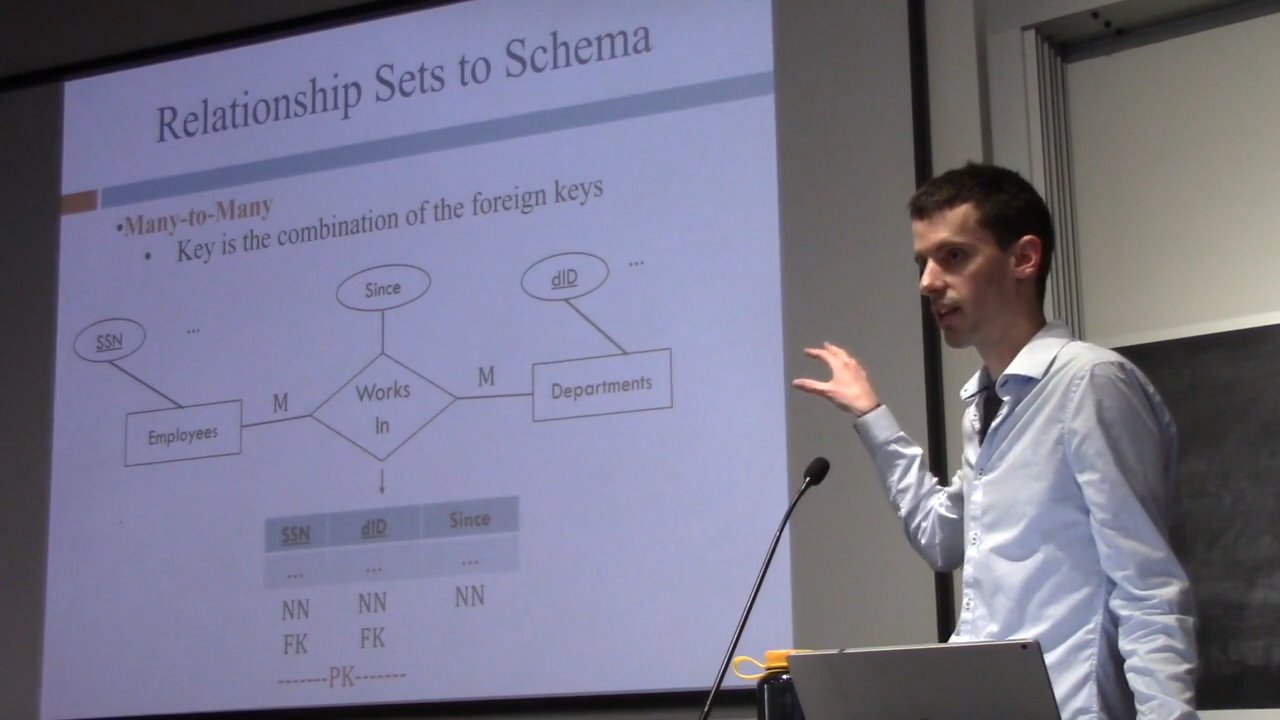 Relationship Sets to Schema
•Many-to-Many
• Key is the combination of the foreign keys
Since
dID
...
SSN
...
M
Works
In
M
Departments
Employees
SSN dID Since
... ... ...
NN NN NN
FK FK
-------PK-------